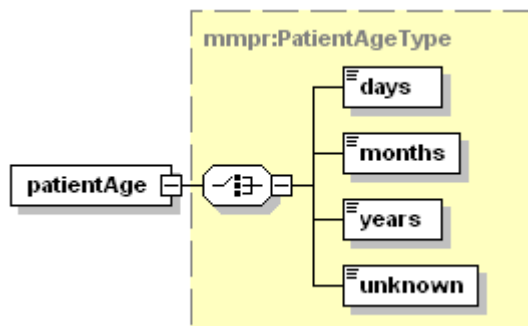 mmpr:PatientAgeType
days
months
patientAge
years
unknown